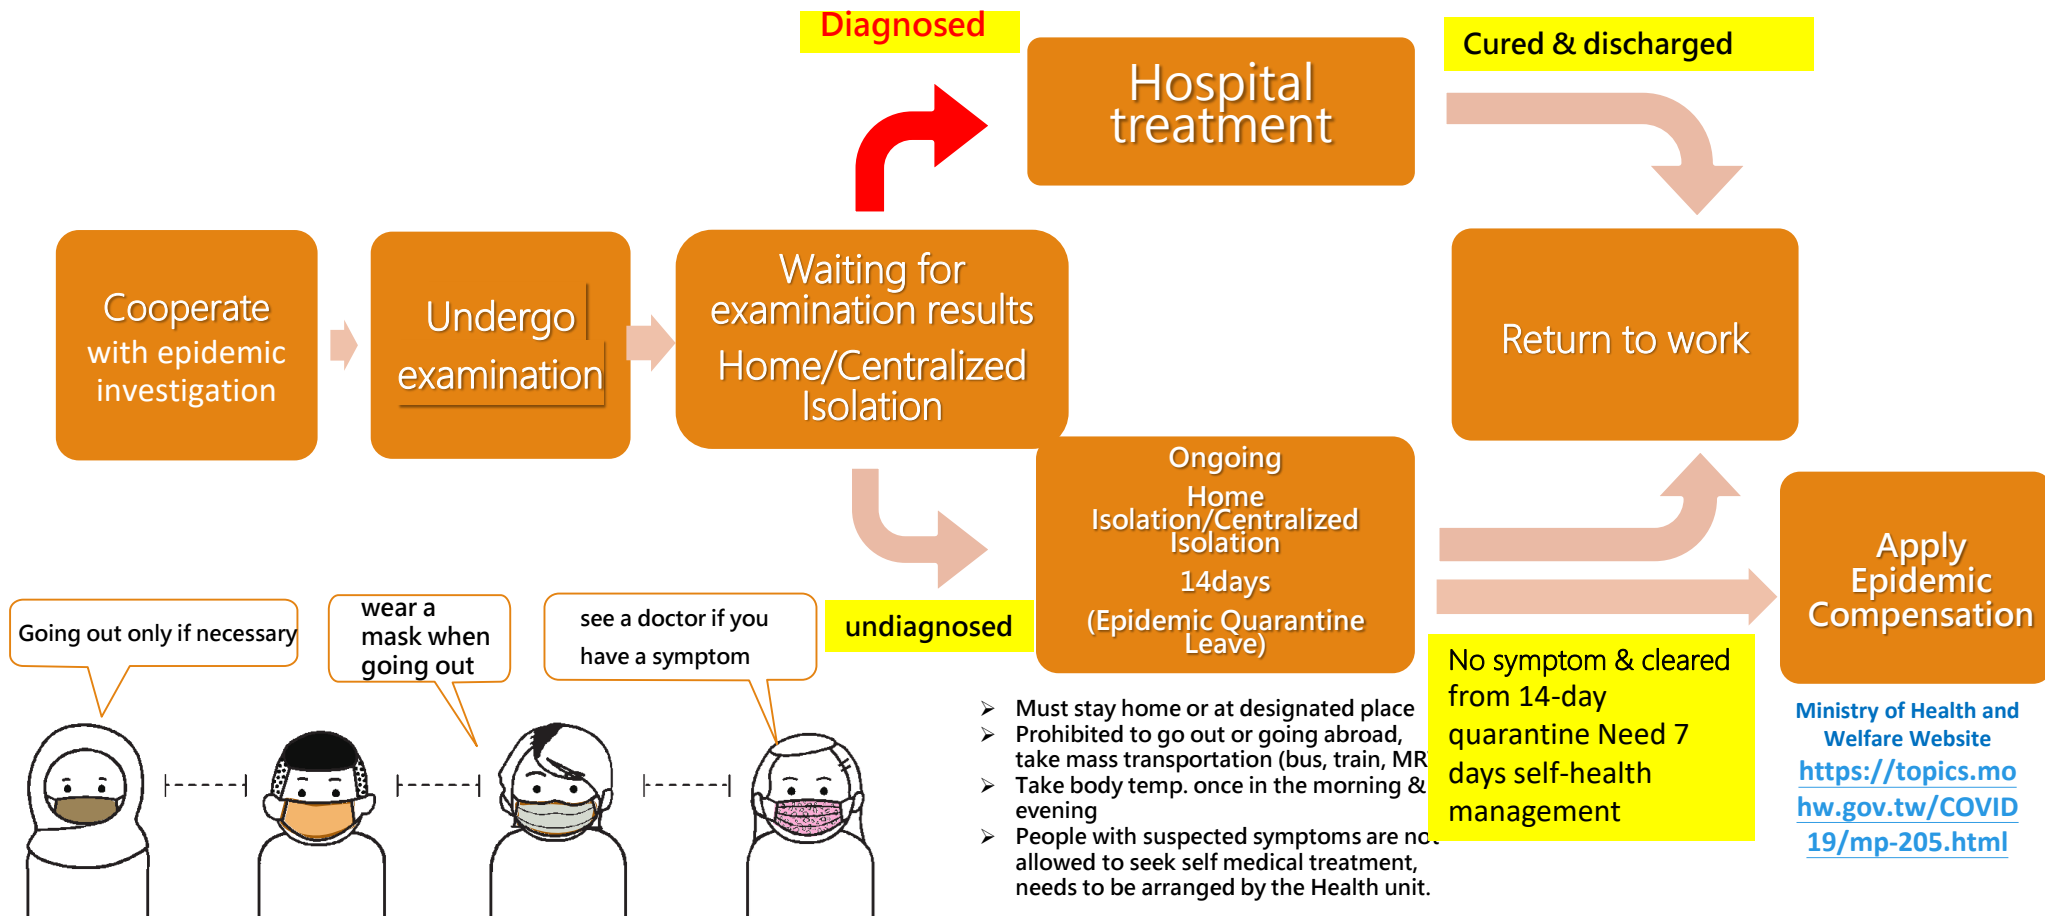 Diagnosed
Hospital
treatment
Cured & discharged
Cooperate
with epidemic
investigation
Undergo
examination
Waiting for
examination results
Home/Centralized
Isolation
Return to work
Ongoing
Home
Isolation/Centralized
Isolation
14days
(Epidemic Quarantine
Leave)
undiagnosed
Apply
Epidemic
Compensation
No symptom & cleared
from 14-day
quarantine Need 7
days self-health
management
Ministry of Health and
Welfare Website
https://topics.mo
hw.gov.tw/COVID
19/mp-205.html
Going out only if necessary
wear a
mask when
going out
see a doctor if you
have a symptom
➢ Must stay home or at designated place
➢ Prohibited to go out or going abroad,
take mass transportation (bus, train, MR
➢ Take body temp. once in the morning &
evening
➢ People with suspected symptoms are not
allowed to seek self medical treatment,
needs to be arranged by the Health unit.